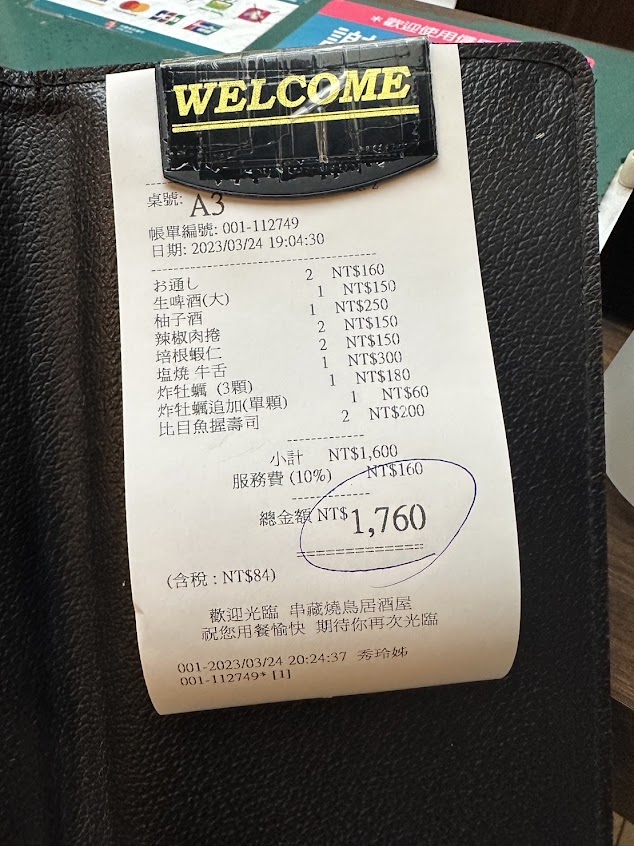 *歡迎使用信
WELCOME
桌號: A3
帳單編號: 001-112749
日期: 2023/03/24 19:04:30
お通し 2 NT$160
生啤酒(大) 1 NT$150
柚子酒 1 NT$250
辣椒肉捲 2 NT$150
培根蝦仁 2 NT$150
塩燒 牛舌 1 NT$300
炸牡蠣 (3顆) 1 NT$180
炸牡蠣追加(單顆) 1 NT$60
比目魚握壽司 2 NT$200
小計 NT$1,600
服務費 (10%) NT$160
總金額 NT$ 1,760
(含稅 : NT$84)
歡迎光臨 串藏燒鳥居酒屋
祝您用餐愉快 期待你再次光臨
001-2023/03/24 20:24:37 秀玲姊
001-112749* [1]